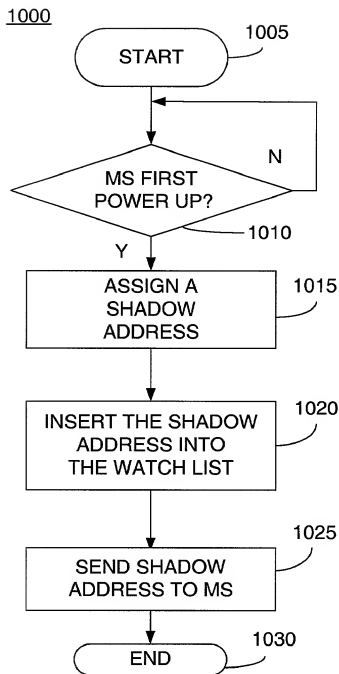 1000
START
1005
N
MS FIRST
POWER UP?
1010
Y
ASSIGN A
SHADOW
ADDRESS
1015
INSERT THE SHADOW
ADDRESS INTO
THE WATCH LIST
1020
SEND SHADOW
ADDRESS TO MS
1025
END
1030